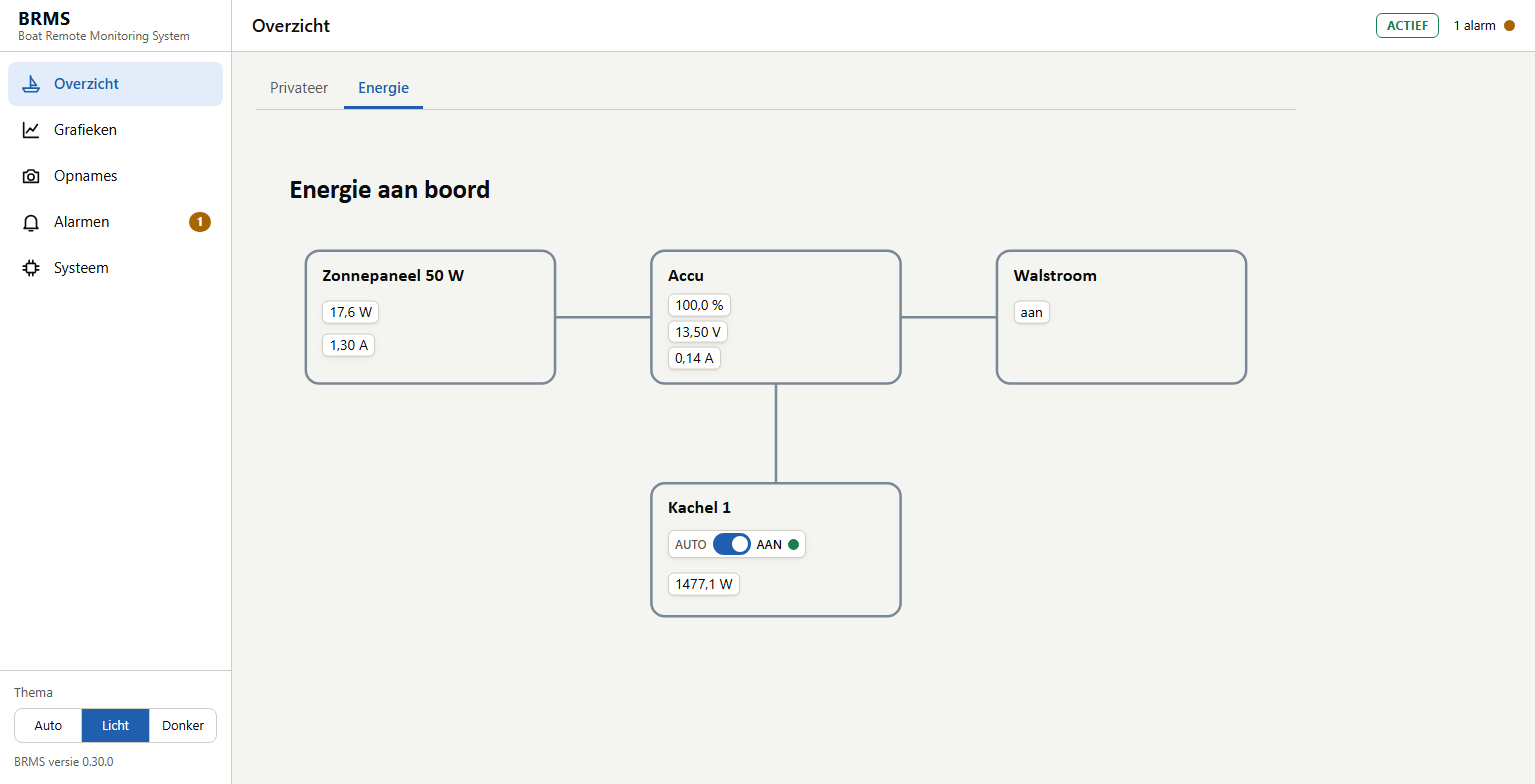 BRMS
Boat Remote Monitoring System
Overzicht
ACTIEF
1 alarm
Overzicht
Grafieken
Opnames
Alarmen 1
Systeem
Privateer
Energie
Energie aan boord
Zonnepaneel 50 W
17,6 W
1,30 A
Accu
100,0 %
13,50 V
0,14 A
Walstroom
aan
Kachel 1
AUTO AAN
1477,1 W
Thema
Auto
Licht
Donker
BRMS versie 0.30.0